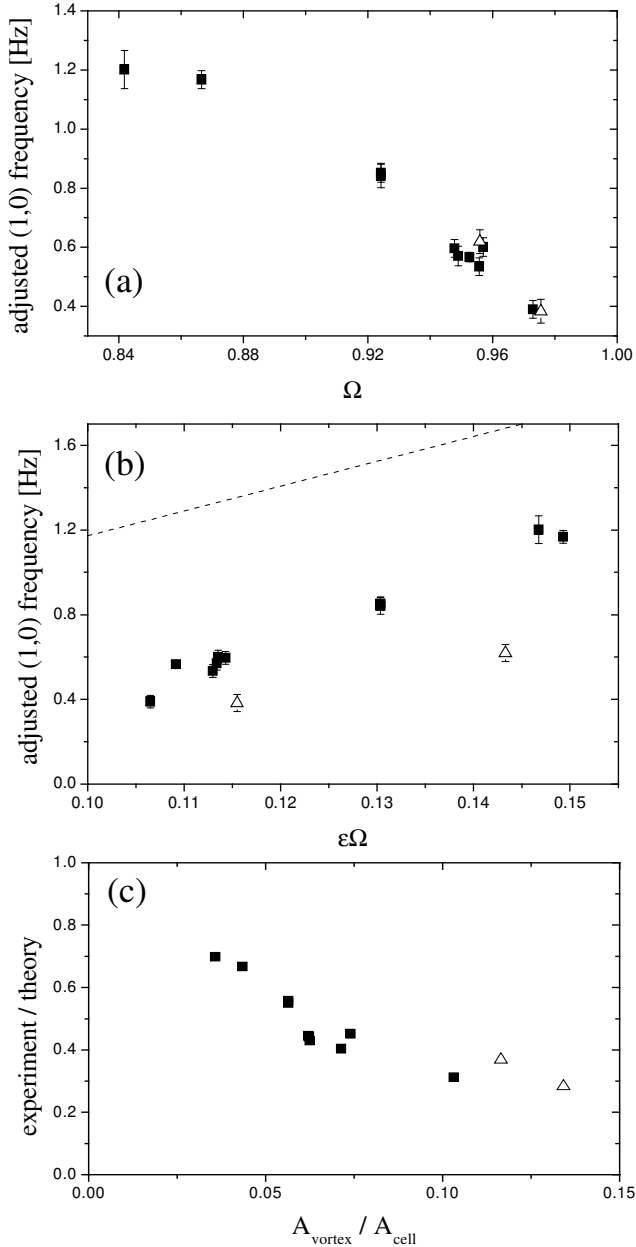 1.4
1.2
1.0
0.8
0.6
0.4
adjusted (1,0) frequency [Hz]
(a)
0.84 0.88 0.92 0.96 1.00
Ω
1.6
1.2
0.8
0.4
0.0
adjusted (1,0) frequency [Hz]
(b)
0.10 0.11 0.12 0.13 0.14 0.15
εΩ
1.0
0.8
0.6
0.4
0.2
0.0
experiment / theory
(c)
0.00 0.05 0.10 0.15
A_vortex / A_cell